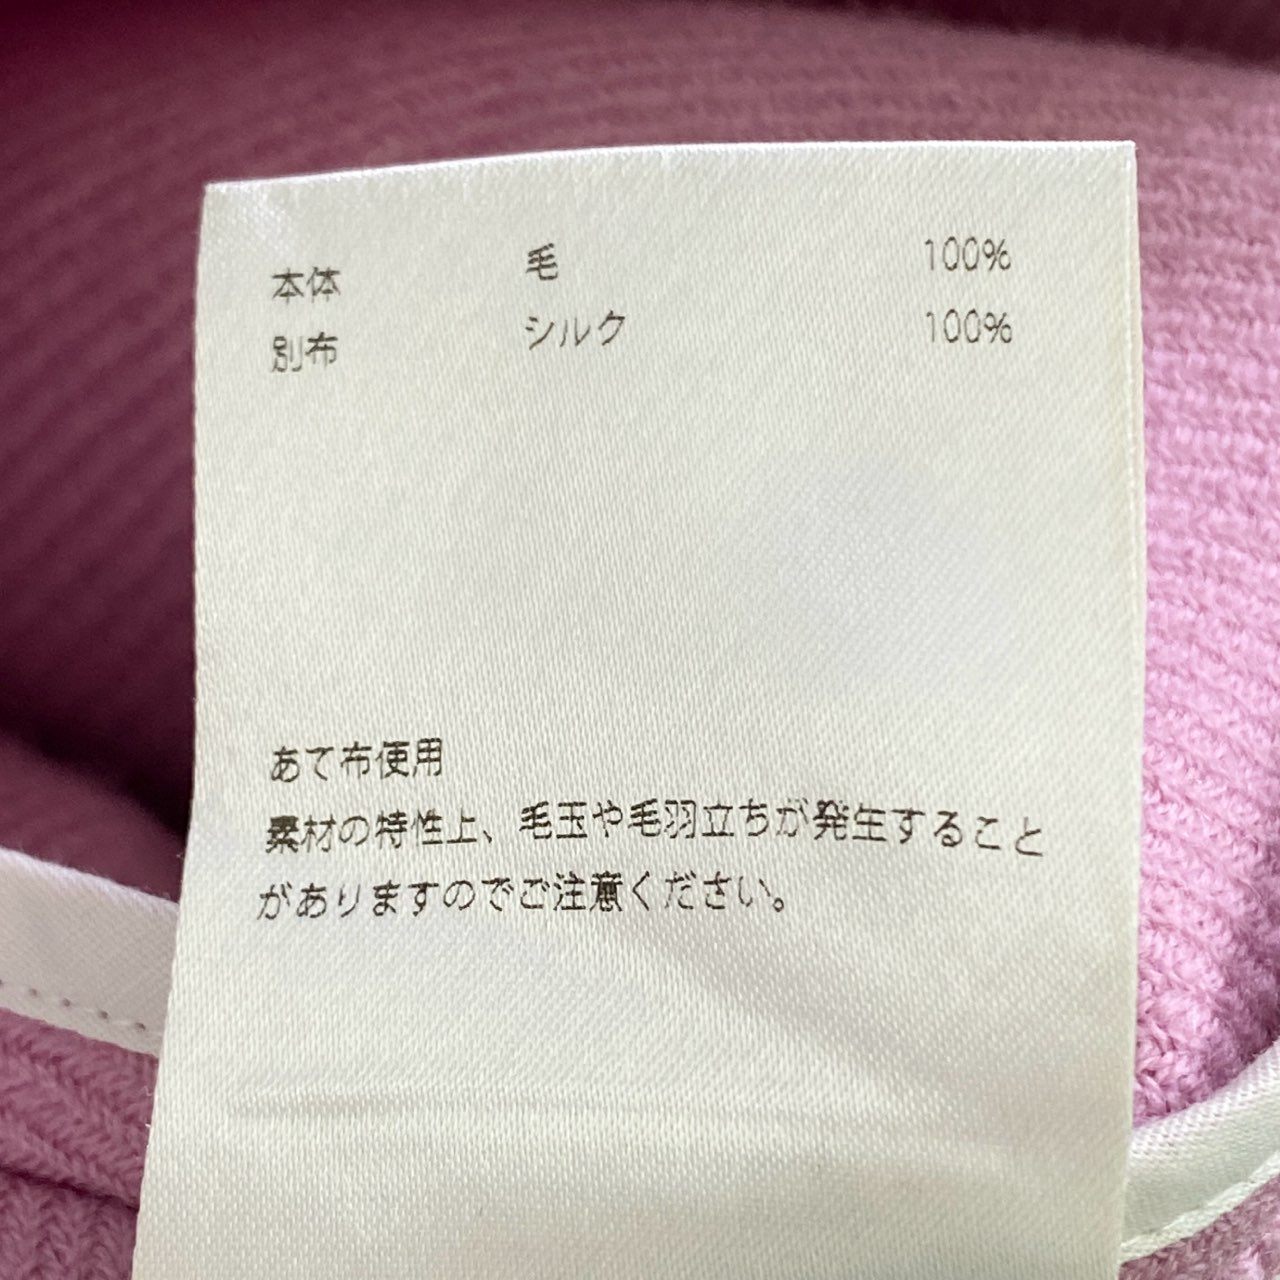 本体 毛 100%
別布 シルク 100%
あて布使用
素材の特性上、毛玉や毛羽立ちが発生すること
がありますのでご注意ください。